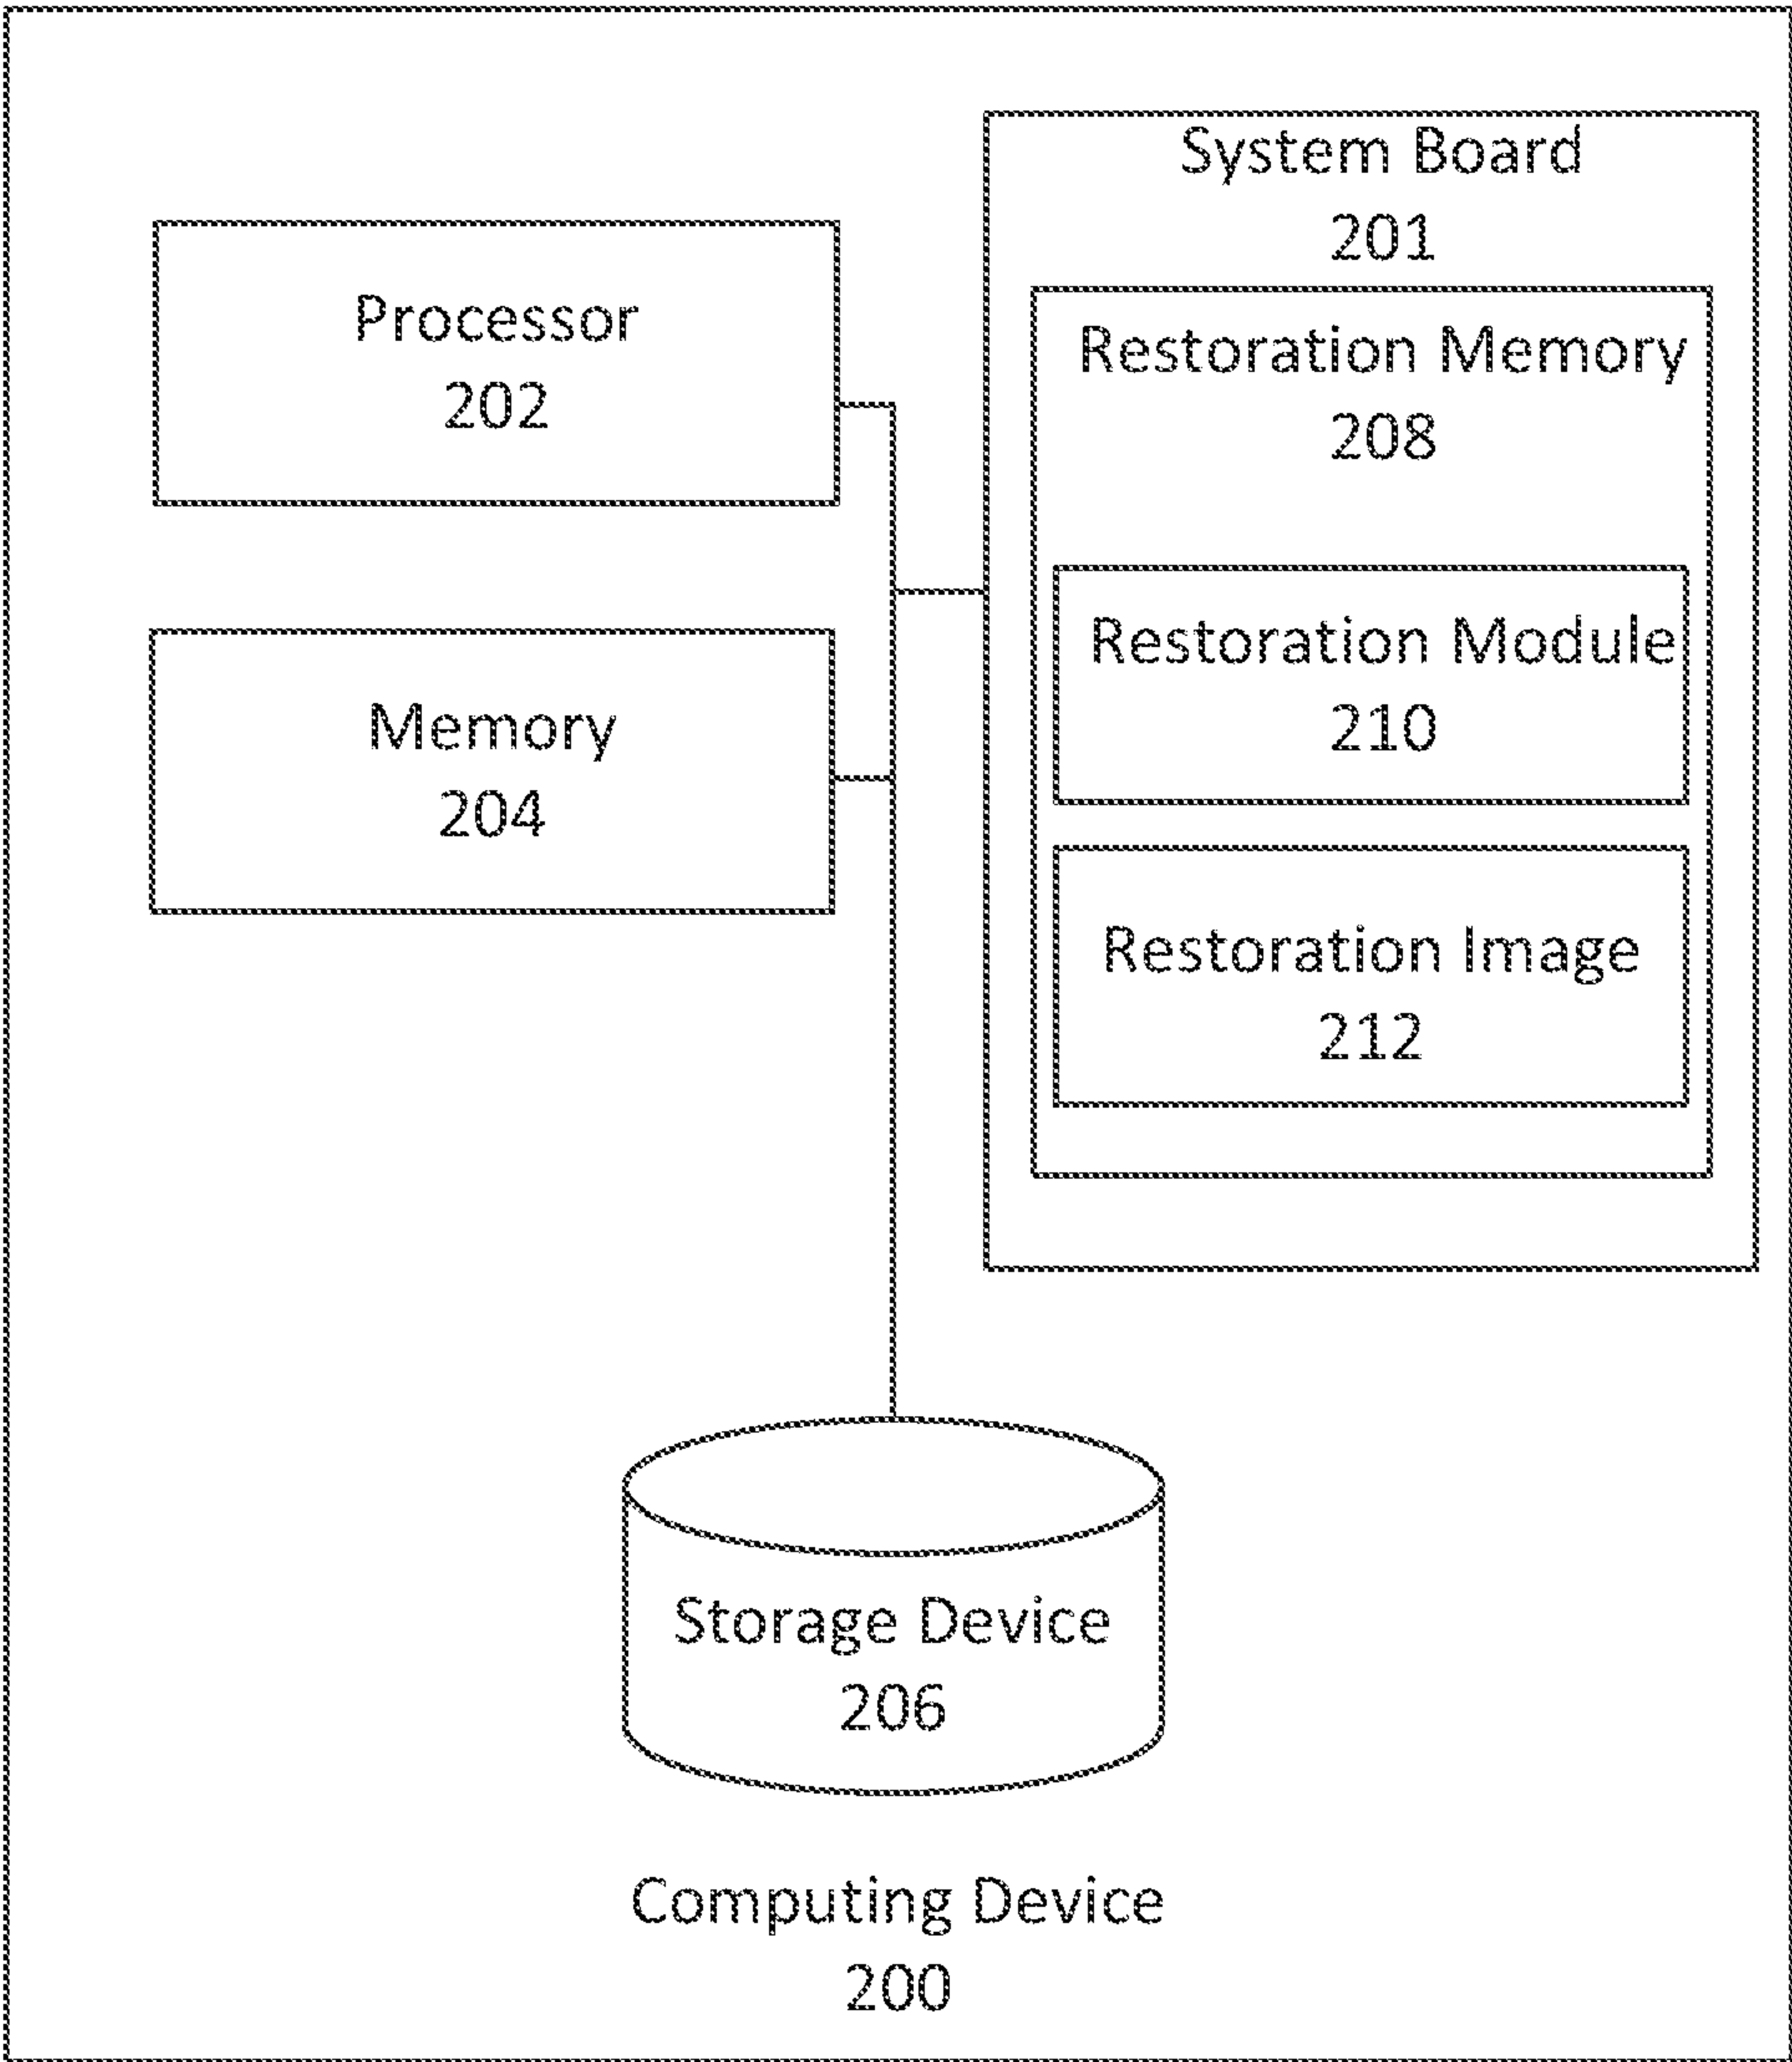 System Board
201
Processor
202
Restoration Memory
208
Restoration Module
210
Memory
204
Restoration Image
212
Storage Device
206
Computing Device
200